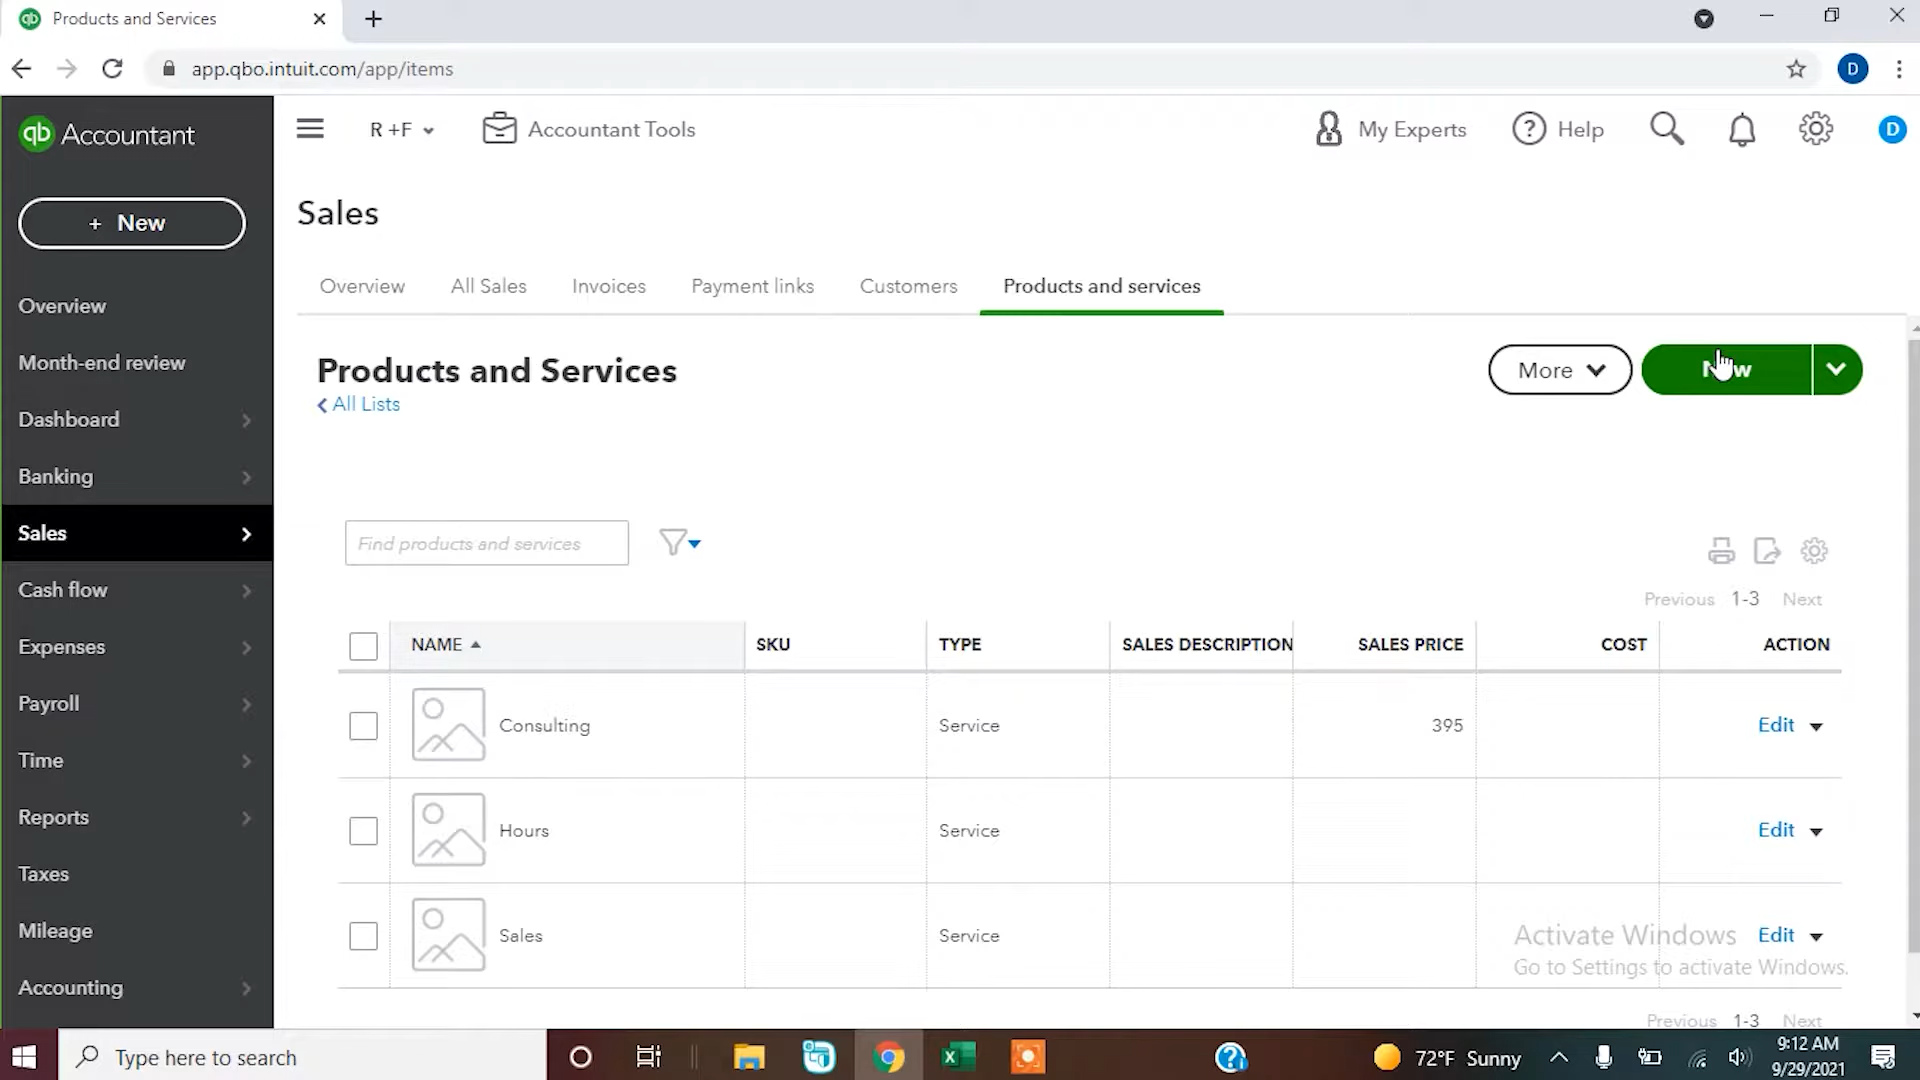 Products and Services
app.qbo.intuit.com/app/items
D
qb Accountant
R +F
Accountant Tools
My Experts
Help
D
+ New
Sales
Overview
All Sales
Invoices
Payment links
Customers
Products and services
Overview
Month-end review
Dashboard
Banking
Sales
Cash flow
Expenses
Payroll
Time
Reports
Taxes
Mileage
Accounting
Products and Services
All Lists
More
Find products and services
Previous 1-3 Next
NAME SKU TYPE SALES DESCRIPTION SALES PRICE COST ACTION
Consulting Service 395 Edit
Hours Service Edit
Sales Service Edit
Activate Windows
Go to Settings to activate Windows.
Previous 1-3 Next
Type here to search
72°F Sunny
9:12 AM
9/29/2021